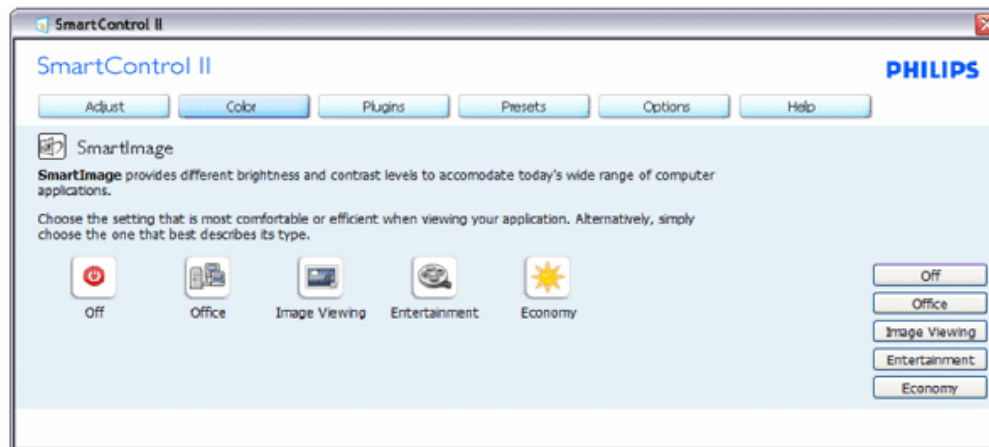 SmartControl II
SmartControl II
PHILIPS
Adjust Color Plugins Presets Options Help
SmartImage
SmartImage provides different brightness and contrast levels to accomodate today's wide range of computer
applications.
Choose the setting that is most comfortable or efficient when viewing your application. Alternatively, simply
choose the one that best describes its type.
Off Office Image Viewing Entertainment Economy
Off
Office
Image Viewing
Entertainment
Economy